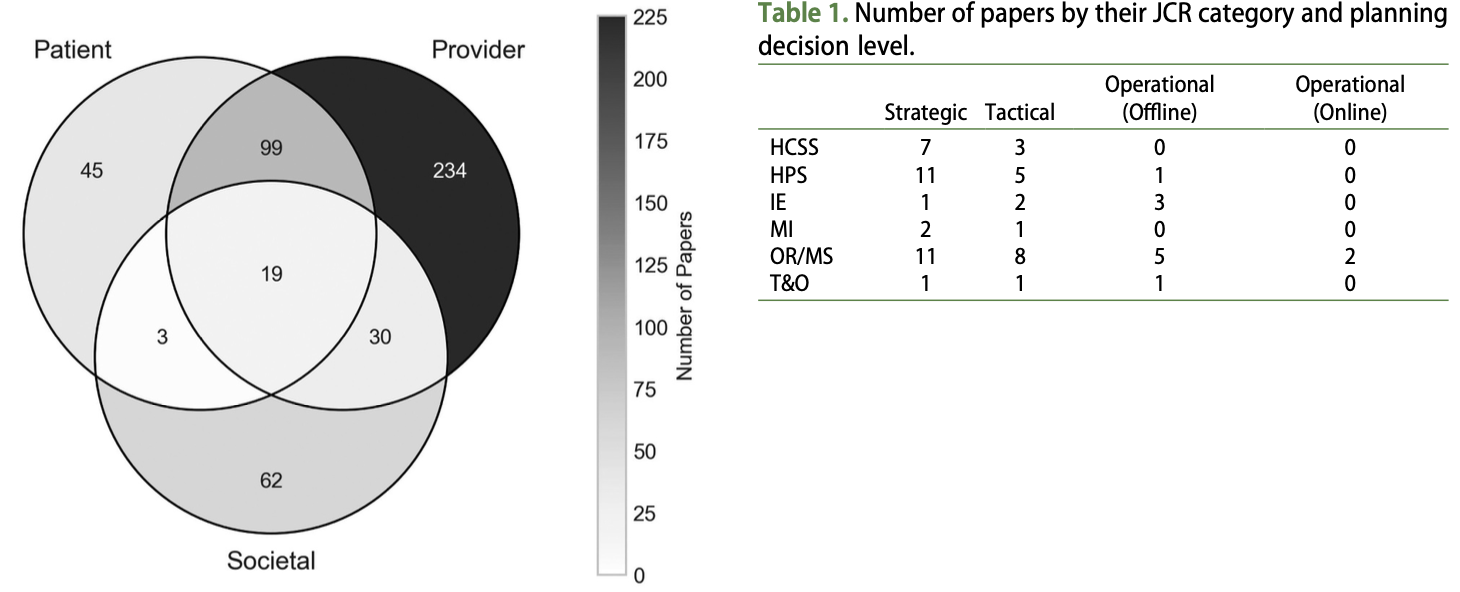 Patient
Provider
45
99
234
19
3
30
62
Societal
225
200
175
150
125
100
75
50
25
0
Number of Papers
Table 1. Number of papers by their JCR category and planning
decision level.
Strategic Tactical Operational (Offline) Operational (Online)
HCSS 7 3 0 0
HPS 11 5 1 0
IE 1 2 3 0
MI 2 1 0 0
OR/MS 11 8 5 2
T&O 1 1 1 0